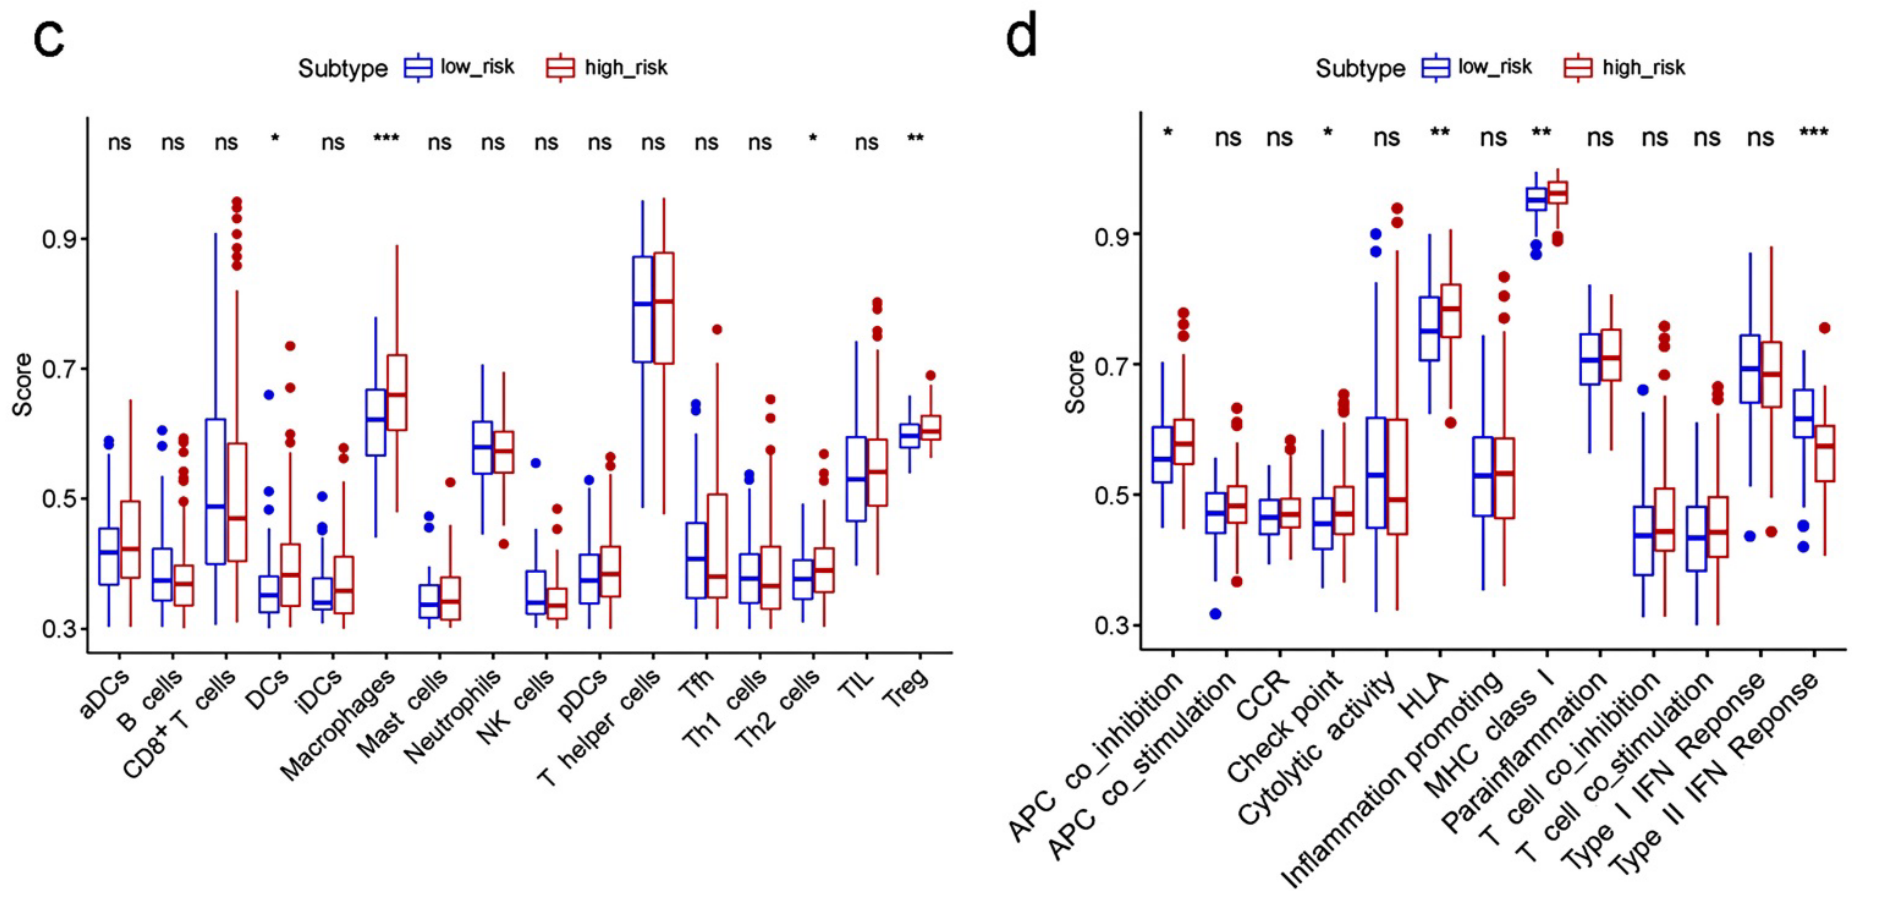 c
Subtype low_risk high_risk
ns ns ns * ns *** ns ns ns ns ns ns ns * ns **
Score
0.9
0.7
0.5
0.3
aDCs
B cells
CD8+T cells
DCs
iDCs
Macrophages
Mast cells
Neutrophils
NK cells
pDCs
T helper cells
Tfh
Th1 cells
Th2 cells
TIL
Treg
d
Subtype low_risk high_risk
* ns ns * ns ** ns ** ns ns ns ns ***
Score
0.9
0.7
0.5
0.3
APC co_inhibition
APC co_stimulation
CCR
Check point
Cytolytic activity
HLA
Inflammation promoting
MHC class I
Parainflammation
T cell co_inhibition
T cell co_stimulation
Type I IFN Reponse
Type II IFN Reponse